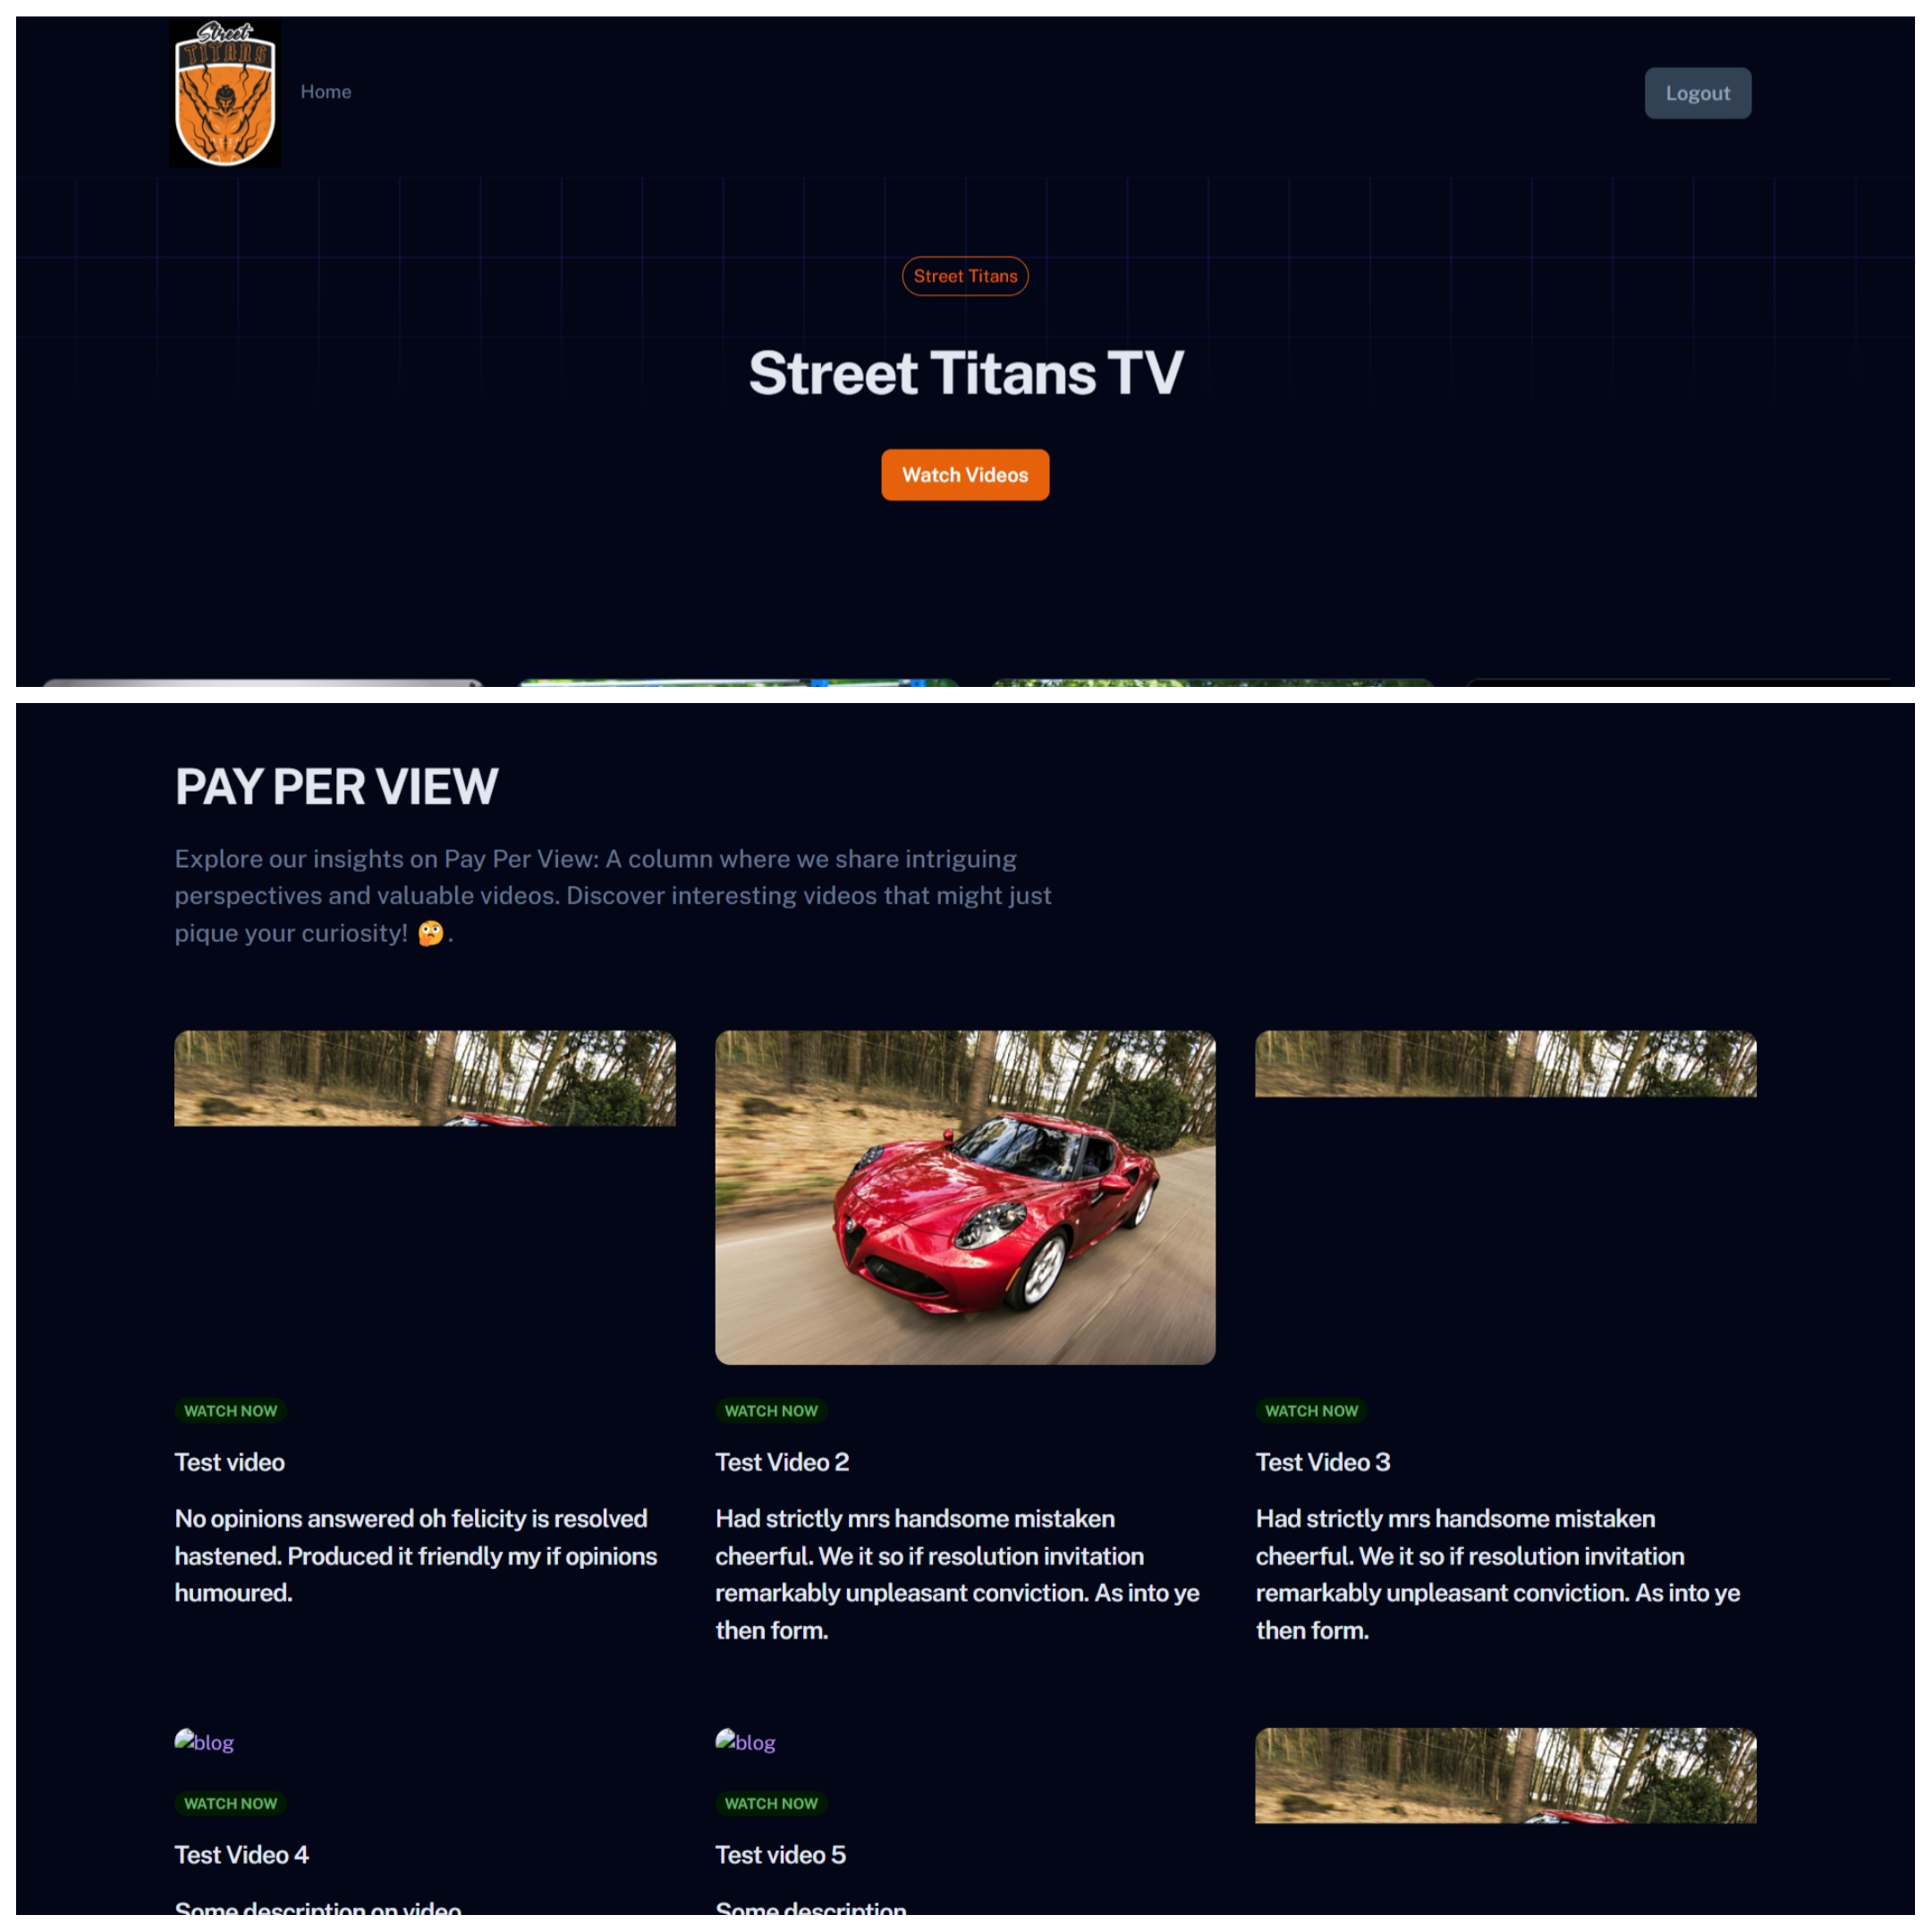 Street
TITANS
Home
Logout
Street Titans
Street Titans TV
Watch Videos
PAY PER VIEW
Explore our insights on Pay Per View: A column where we share intriguing
perspectives and valuable videos. Discover interesting videos that might just
pique your curiosity! 🤔.
WATCH NOW
Test video
No opinions answered oh felicity is resolved
hastened. Produced it friendly my if opinions
humoured.
WATCH NOW
Test Video 2
Had strictly mrs handsome mistaken
cheerful. We it so if resolution invitation
remarkably unpleasant conviction. As into ye
then form.
WATCH NOW
Test Video 3
Had strictly mrs handsome mistaken
cheerful. We it so if resolution invitation
remarkably unpleasant conviction. As into ye
then form.
blog
WATCH NOW
Test Video 4
Some description on video
blog
WATCH NOW
Test video 5
Some description